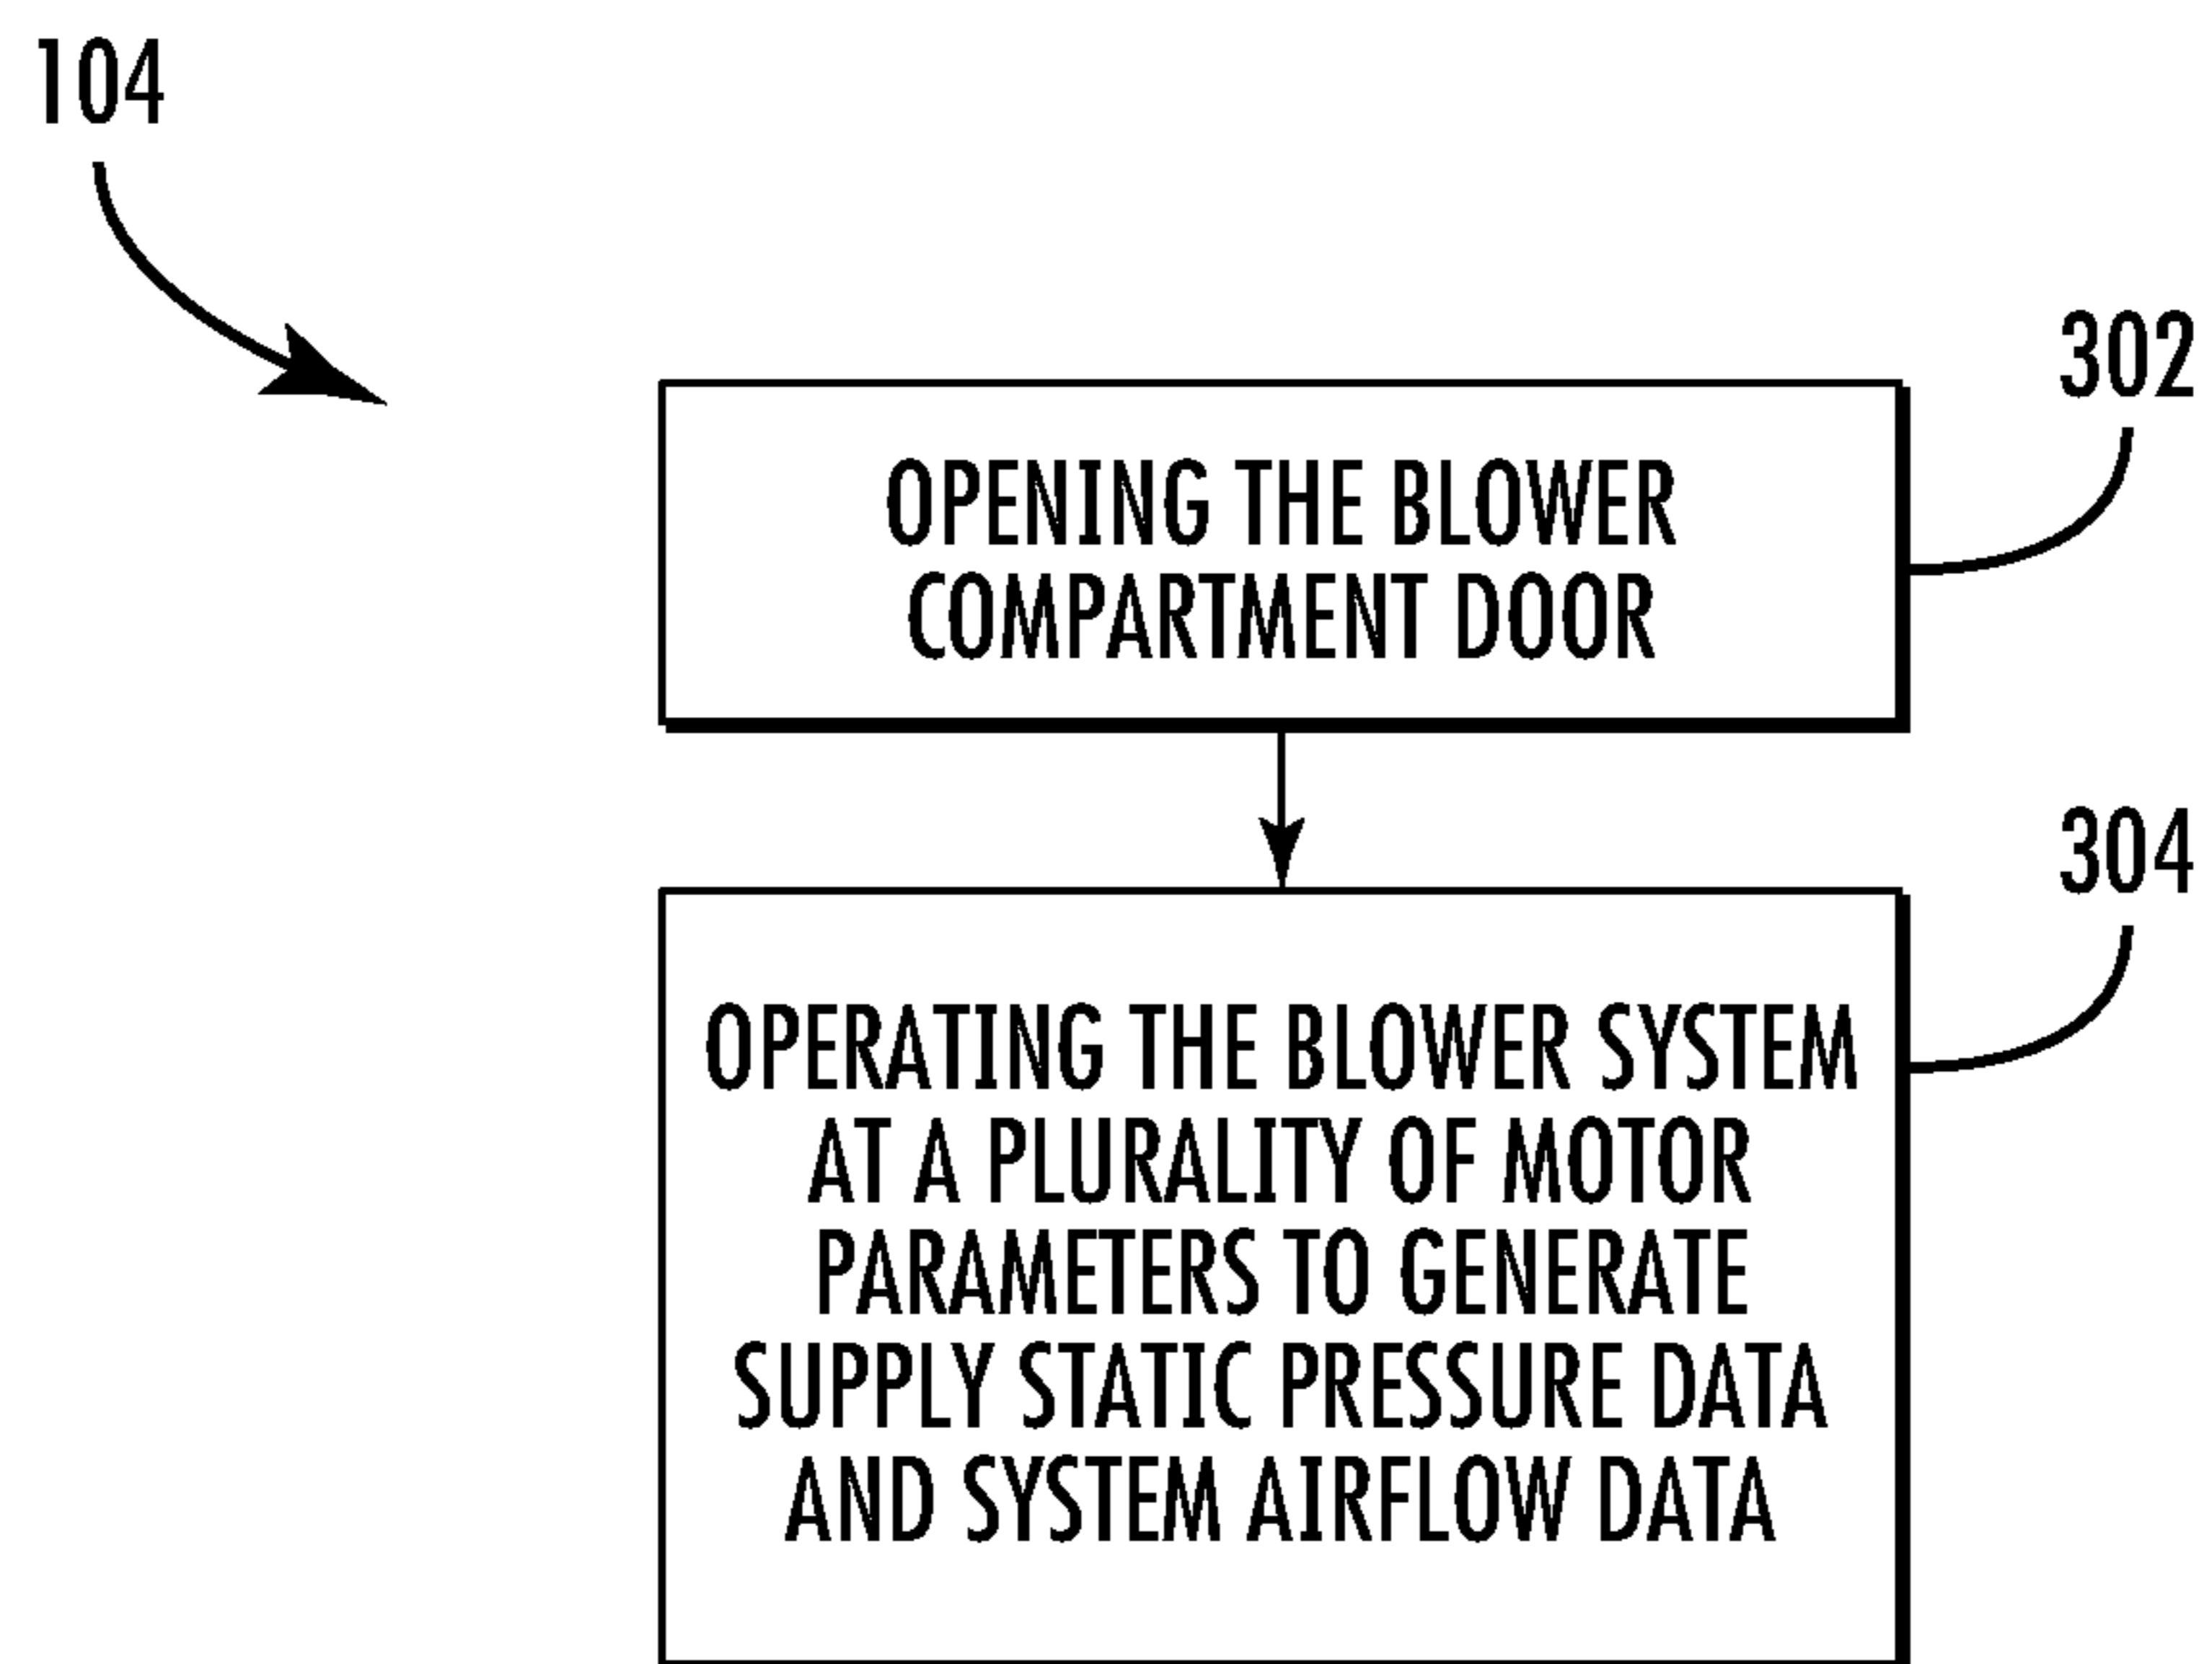 104
302
OPENING THE BLOWER
COMPARTMENT DOOR
304
OPERATING THE BLOWER SYSTEM
AT A PLURALITY OF MOTOR
PARAMETERS TO GENERATE
SUPPLY STATIC PRESSURE DATA
AND SYSTEM AIRFLOW DATA